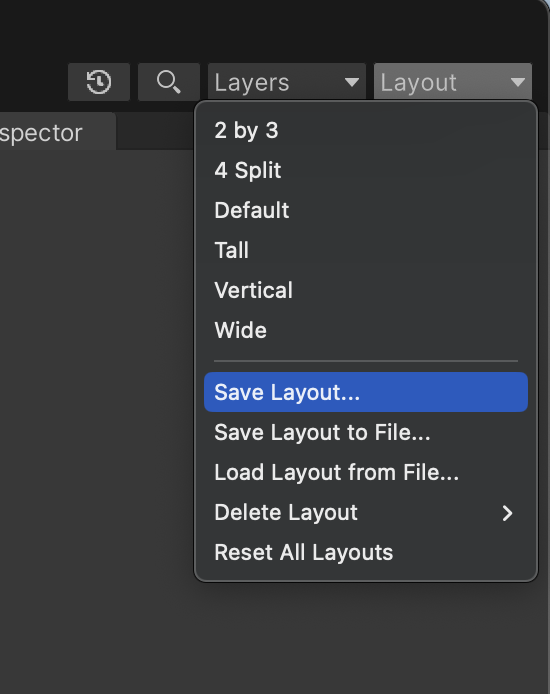 Layers
Layout
spector
2 by 3
4 Split
Default
Tall
Vertical
Wide
Save Layout...
Save Layout to File...
Load Layout from File...
Delete Layout
Reset All Layouts